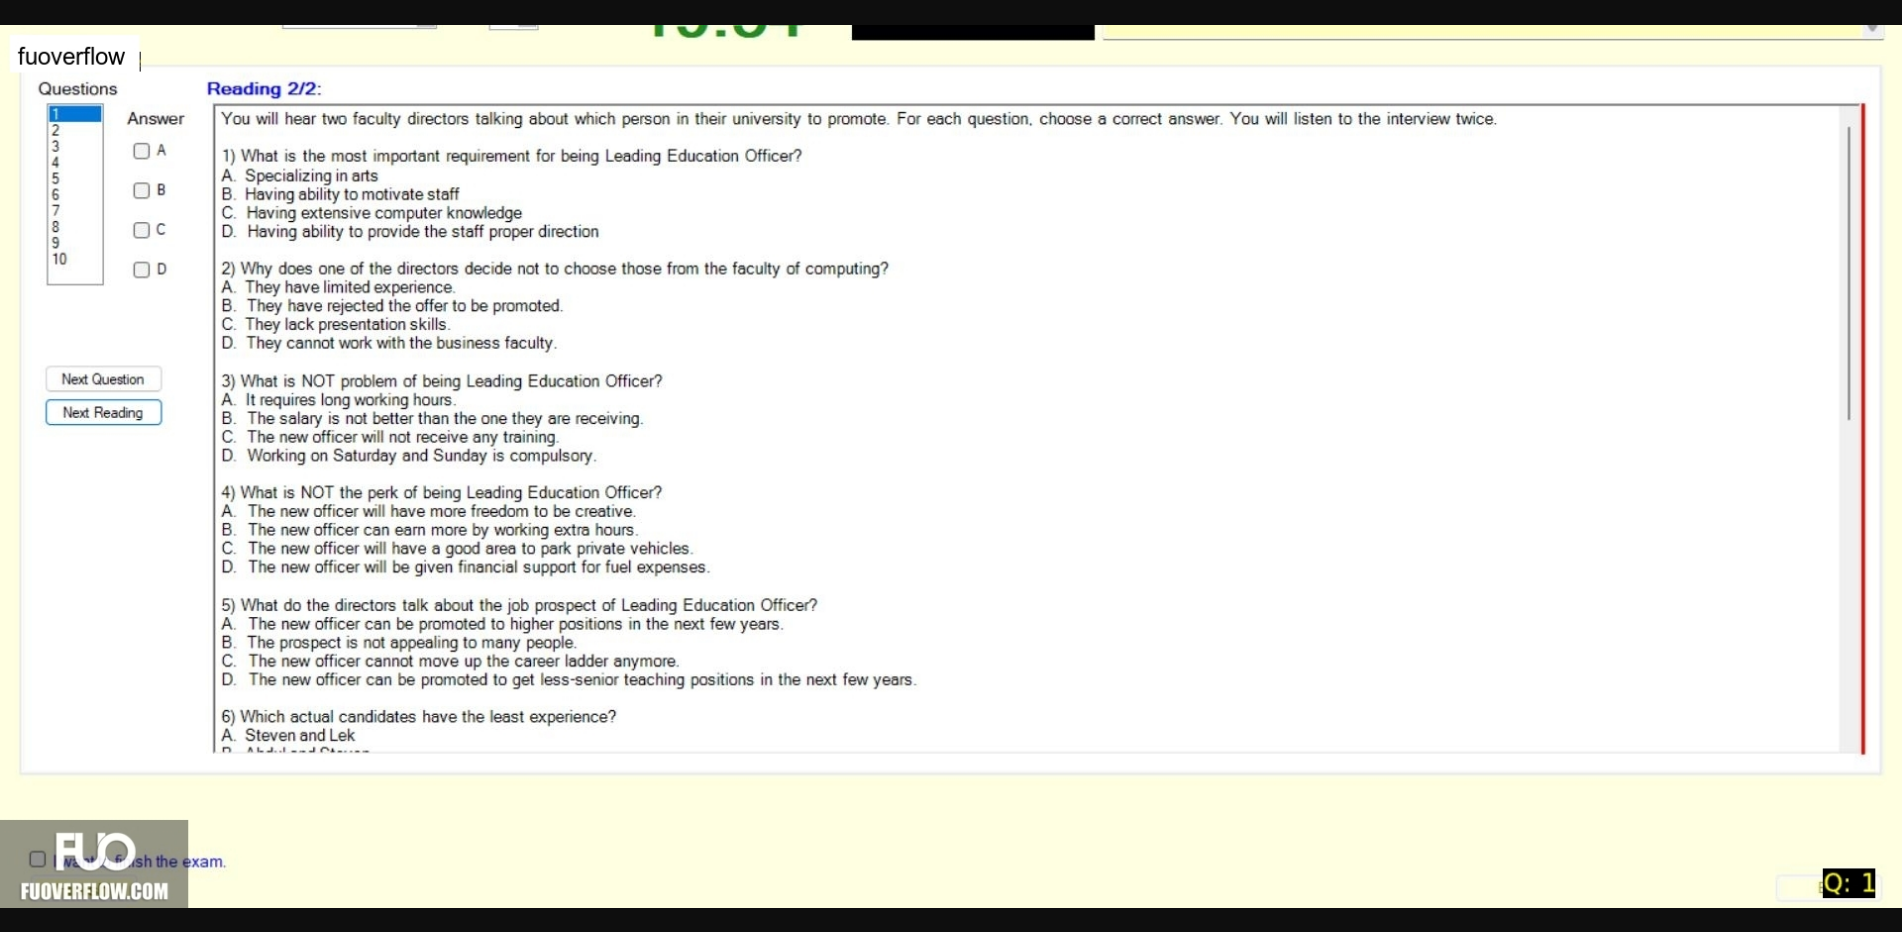 fuoverflow
Questions
Reading 2/2:
1
2
3
4
5
6
7
8
9
10
Answer
A
B
C
D
Next Question
Next Reading
You will hear two faculty directors talking about which person in their university to promote. For each question, choose a correct answer. You will listen to the interview twice.
1) What is the most important requirement for being Leading Education Officer?
A. Specializing in arts
B. Having ability to motivate staff
C. Having extensive computer knowledge
D. Having ability to provide the staff proper direction
2) Why does one of the directors decide not to choose those from the faculty of computing?
A. They have limited experience.
B. They have rejected the offer to be promoted.
C. They lack presentation skills.
D. They cannot work with the business faculty.
3) What is NOT problem of being Leading Education Officer?
A. It requires long working hours.
B. The salary is not better than the one they are receiving.
C. The new officer will not receive any training.
D. Working on Saturday and Sunday is compulsory.
4) What is NOT the perk of being Leading Education Officer?
A. The new officer will have more freedom to be creative.
B. The new officer can earn more by working extra hours.
C. The new officer will have a good area to park private vehicles.
D. The new officer will be given financial support for fuel expenses.
5) What do the directors talk about the job prospect of Leading Education Officer?
A. The new officer can be promoted to higher positions in the next few years.
B. The prospect is not appealing to many people.
C. The new officer cannot move up the career ladder anymore.
D. The new officer can be promoted to get less-senior teaching positions in the next few years.
6) Which actual candidates have the least experience?
A. Steven and Lek
FUO
the exam.
FUOVERFLOW.COM
Q: 1